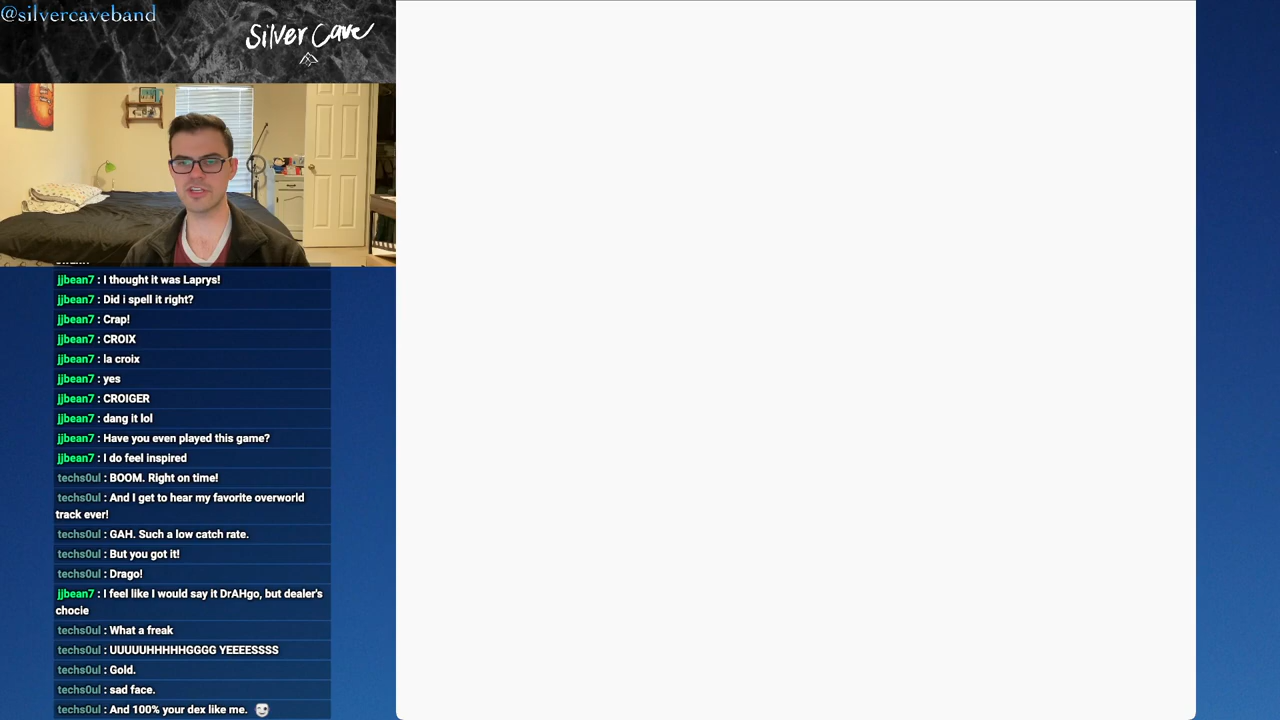 @silvercaveband
Silver Cave
jjbean7 : I thought it was Laprys!
jjbean7 : Did i spell it right?
jjbean7 : Crap!
jjbean7 : CROIX
jjbean7 : la croix
jjbean7 : yes
jjbean7 : CROIGER
jjbean7 : dang it lol
jjbean7 : Have you even played this game?
jjbean7 : I do feel inspired
techs0ul : BOOM. Right on time!
techs0ul : And I get to hear my favorite overworld
track ever!
techs0ul : GAH. Such a low catch rate.
techs0ul : But you got it!
techs0ul : Drago!
jjbean7 : I feel like I would say it DrAHgo, but dealer's
chocie
techs0ul : What a freak
techs0ul : UUUUUHHHHHGGGG YEEEESSSS
techs0ul : Gold.
techs0ul : sad face.
techs0ul : And 100% your dex like me.